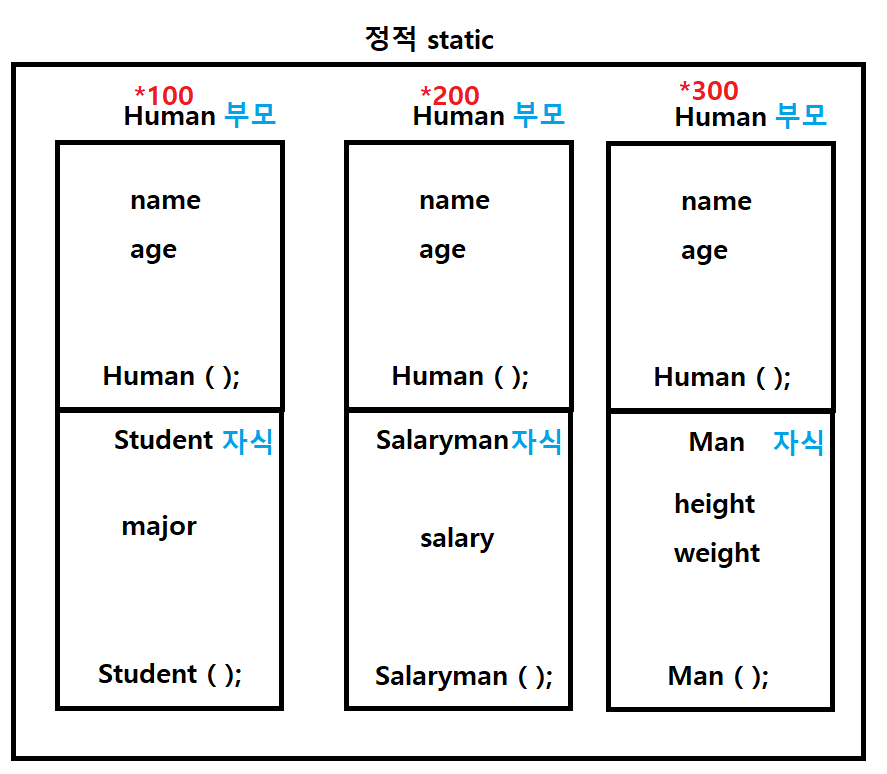 정적 static
*100
Human 부모
name
age
Human ( );
Student 자식
major
Student ( );
*200
Human 부모
name
age
Human ( );
Salaryman자식
salary
Salaryman ( );
*300
Human 부모
name
age
Human ( );
Man 자식
height
weight
Man ( );